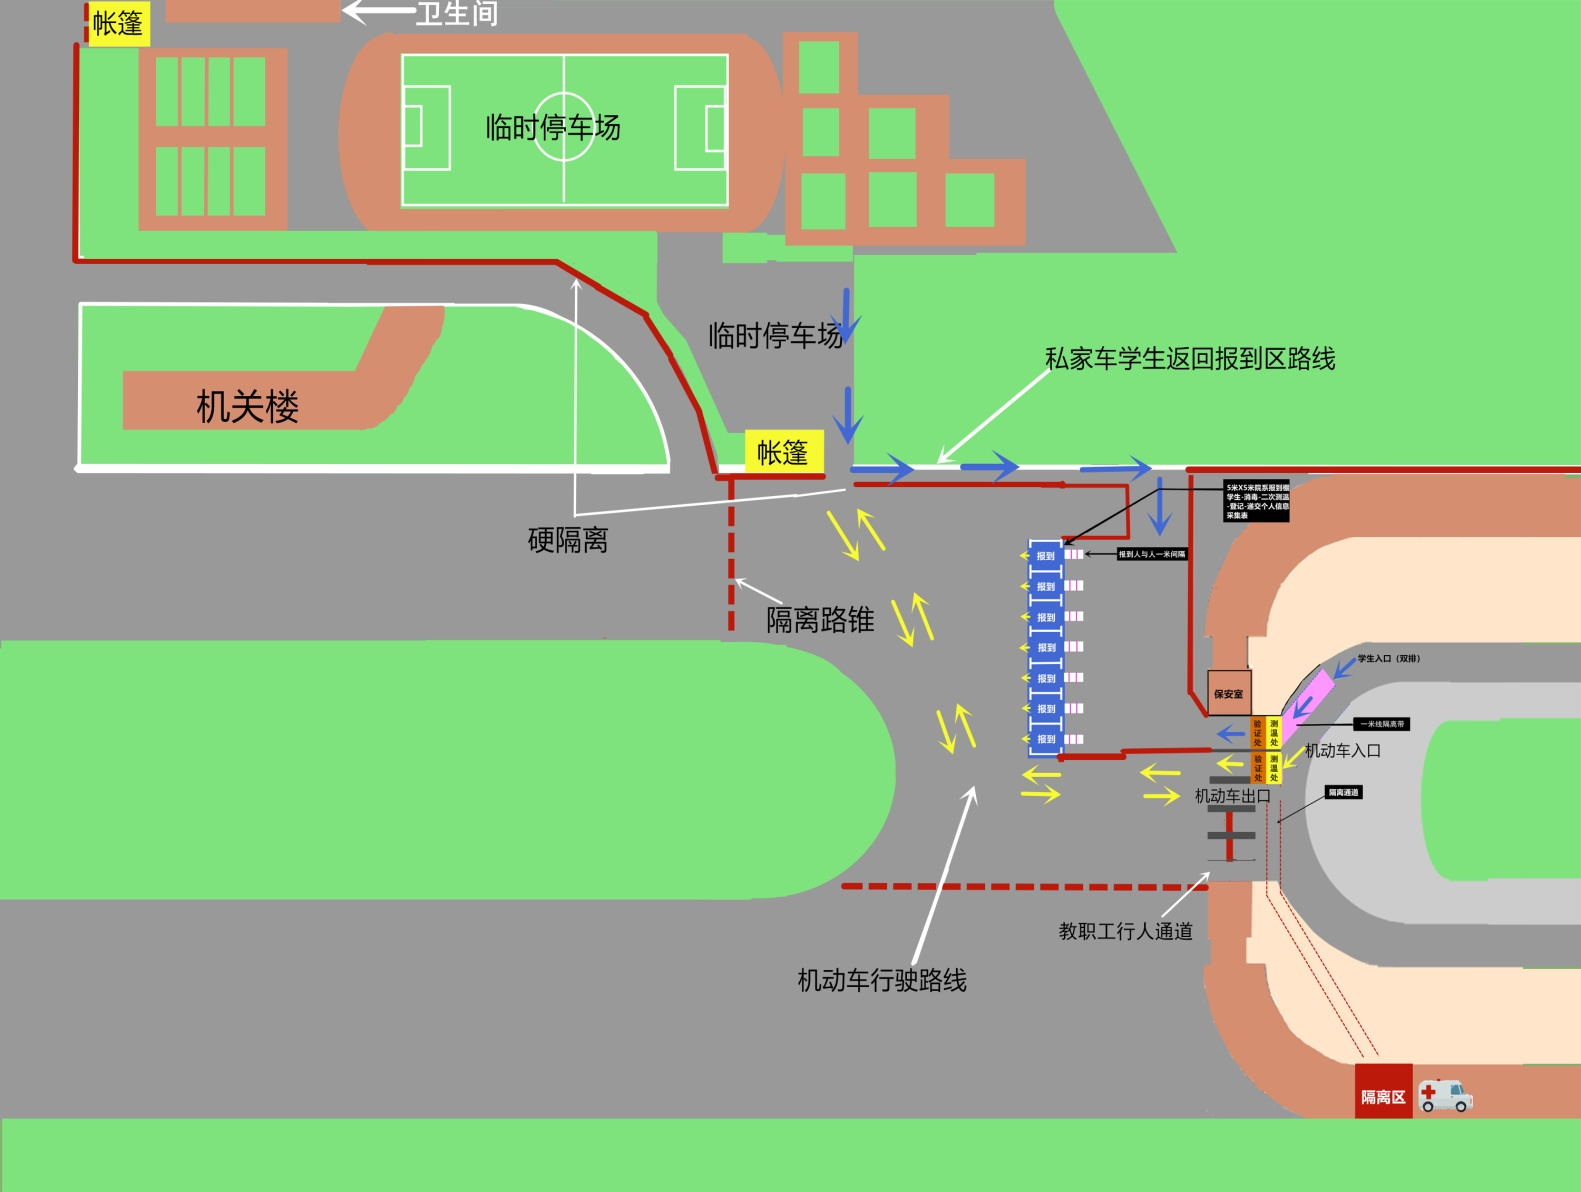 帐篷
卫生间
临时停车场
临时停车场
私家车学生返回报到区路线
机关楼
帐篷
5米X5米院系报到棚
学生-消毒-二次测温
-登记-递交个人信息
采集表
硬隔离
报到
报到人与人一米间隔
报到
报到
报到
报到
报到
报到
隔离路锥
学生入口（双排）
保安室
验证处
测温处
一米线隔离带
机动车入口
验证处
测温处
机动车出口
隔离通道
教职工行人通道
机动车行驶路线
隔离区